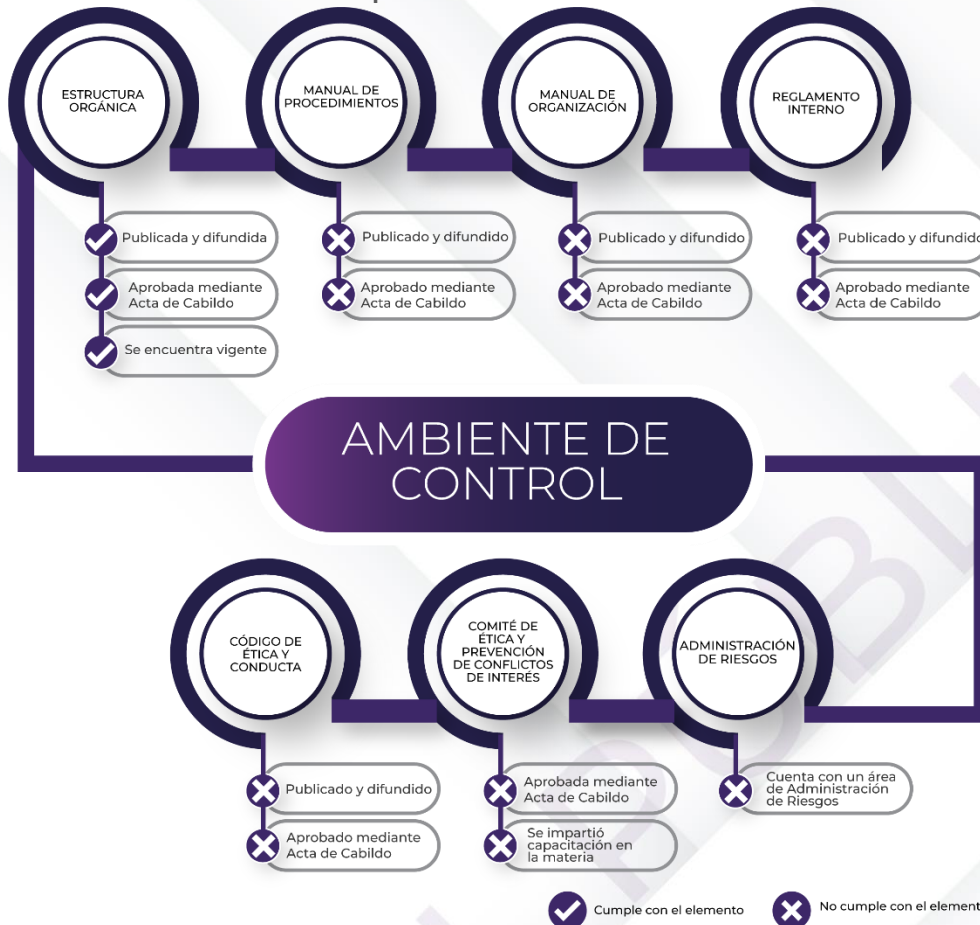 ESTRUCTURA
ORGÁNICA
MANUAL DE
PROCEDIMIENTOS
MANUAL DE
ORGANIZACIÓN
REGLAMENTO
INTERNO
Publicada y difundida
Aprobada mediante
Acta de Cabildo
Se encuentra vigente
Publicado y difundido
Aprobado mediante
Acta de Cabildo
Publicado y difundido
Aprobado mediante
Acta de Cabildo
Publicado y difundido
Aprobado mediante
Acta de Cabildo
AMBIENTE DE
CONTROL
CÓDIGO DE
ÉTICA Y
CONDUCTA
COMITÉ DE
ÉTICA Y
PREVENCIÓN
DE CONFLICTOS
DE INTERÉS
ADMINISTRACIÓN
DE RIESGOS
Publicado y difundido
Aprobado mediante
Acta de Cabildo
Aprobada mediante
Acta de Cabildo
Se impartió
capacitación en
la materia
Cuenta con un área
de Administración
de Riesgos
Cumple con el elemento
No cumple con el element